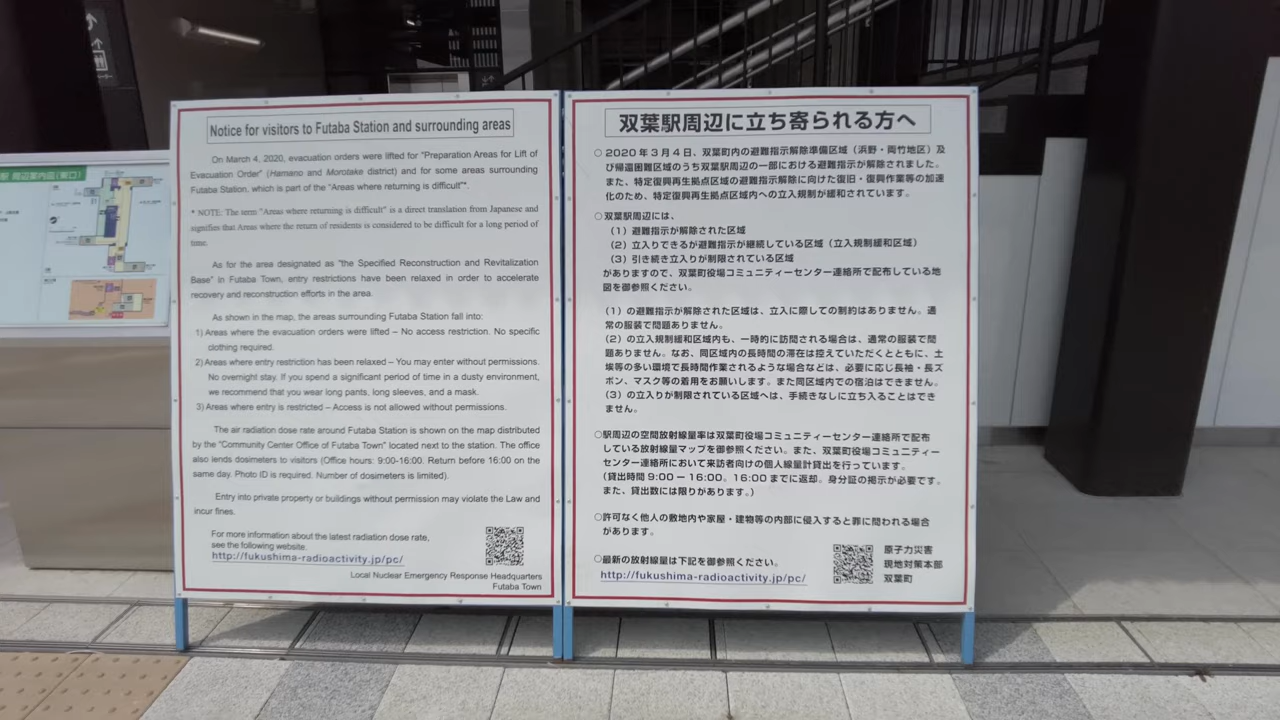 Notice for visitors to Futaba Station and surrounding areas
On March 4, 2020, evacuation orders were lifted for "Preparation Areas for Lift of
Evacuation Order" (Hamano and Morotake district) and for some areas surrounding
Futaba Station, which is part of the "Areas where returning is difficult"*.
* NOTE: The term "Areas where returning is difficult" is a direct translation from Japanese and
signifies that Areas where the return of residents is considered to be difficult for a long period of
time.
As for the area designated as "the Specified Reconstruction and Revitalization
Base" in Futaba Town, entry restrictions have been relaxed in order to accelerate
recovery and reconstruction efforts in the area.
As shown in the map, the areas surrounding Futaba Station fall into:
1) Areas where the evacuation orders were lifted – No access restriction. No specific
clothing required.
2) Areas where entry restriction has been relaxed – You may enter without permissions.
No overnight stay. If you spend a significant period of time in a dusty environment,
we recommend that you wear long pants, long sleeves, and a mask.
3) Areas where entry is restricted – Access is not allowed without permissions.
The air radiation dose rate around Futaba Station is shown on the map distributed
by the "Community Center Office of Futaba Town" located next to the station. The office
also lends dosimeters to visitors (Office hours: 9:00-16:00. Return before 16:00 on the
same day. Photo ID is required. Number of dosimeters is limited).
Entry into private property or buildings without permission may violate the Law and
incur fines.
For more information about the latest radiation dose rate,
see the following website.
http://fukushima-radioactivity.jp/pc/
Local Nuclear Emergency Response Headquarters
Futaba Town
双葉駅周辺に立ち寄られる方へ
○2020年3月4日、双葉町内の避難指示解除準備区域（浜野・両竹地区）及
び帰還困難区域のうち双葉駅周辺の一部における避難指示が解除されました。
また、特定復興再生拠点区域の避難指示解除に向けた復旧・復興作業等の加速
化のため、特定復興再生拠点区域内への立入規制が緩和されています。
○双葉駅周辺には、
（1）避難指示が解除された区域
（2）立入りできるが避難指示が継続している区域（立入規制緩和区域）
（3）引き続き立入りが制限されている区域
がありますので、双葉町役場コミュニティーセンター連絡所で配布している地
図を御参照ください。
（1）の避難指示が解除された区域は、立入に際しての制約はありません。通
常の服装で問題ありません。
（2）の立入規制緩和区域内も、一時的に訪問される場合は、通常の服装で問
題ありません。なお、同区域内の長時間の滞在は控えていただくとともに、土
埃等の多い環境で長時間作業されるような場合などは、必要に応じ長袖・長ズ
ボン、マスク等の着用をお願いします。また同区域内での宿泊はできません。
（3）の立入りが制限されている区域へは、手続きなしに立ち入ることはでき
ません。
○駅周辺の空間放射線量率は双葉町役場コミュニティーセンター連絡所で配布
している放射線量マップを御参照ください。また、双葉町役場コミュニティー
センター連絡所において来訪者向けの個人線量計貸出を行っています。
（貸出時間 9:00 ー 16:00。16:00 までに返却。身分証の掲示が必要です。
また、貸出数には限りがあります。）
○許可なく他人の敷地内や家屋・建物等の内部に侵入すると罪に問われる場合
があります。
○最新の放射線量は下記を御参照ください。
http://fukushima-radioactivity.jp/pc/
原子力災害
現地対策本部
双葉町
駅 周辺案内図（東口）